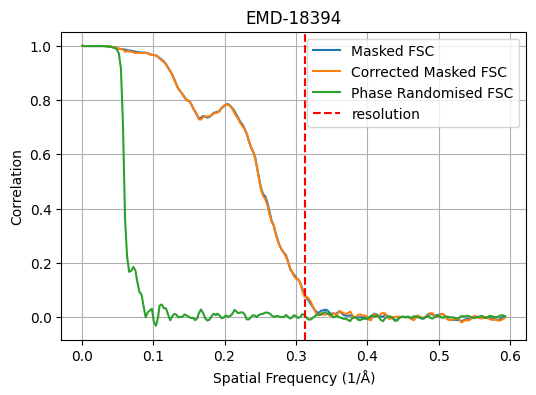 EMD-18394
Masked FSC
Corrected Masked FSC
Phase Randomised FSC
resolution
Correlation
1.0
0.8
0.6
0.4
0.2
0.0
0.0 0.1 0.2 0.3 0.4 0.5 0.6
Spatial Frequency (1/Å)